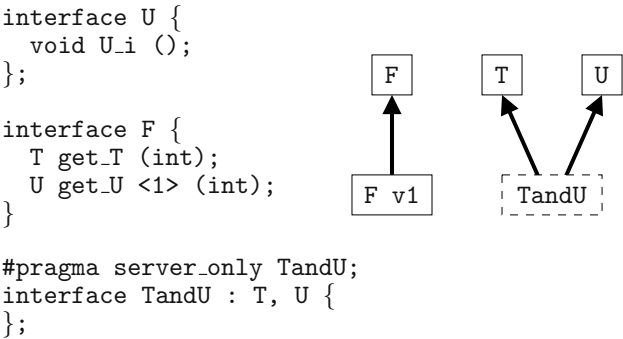 interface U {
void U_i ();
};
interface F {
T get_T (int);
U get_U <1> (int);
}
#pragma server_only TandU;
interface TandU : T, U {
};
F
T
U
F v1
TandU